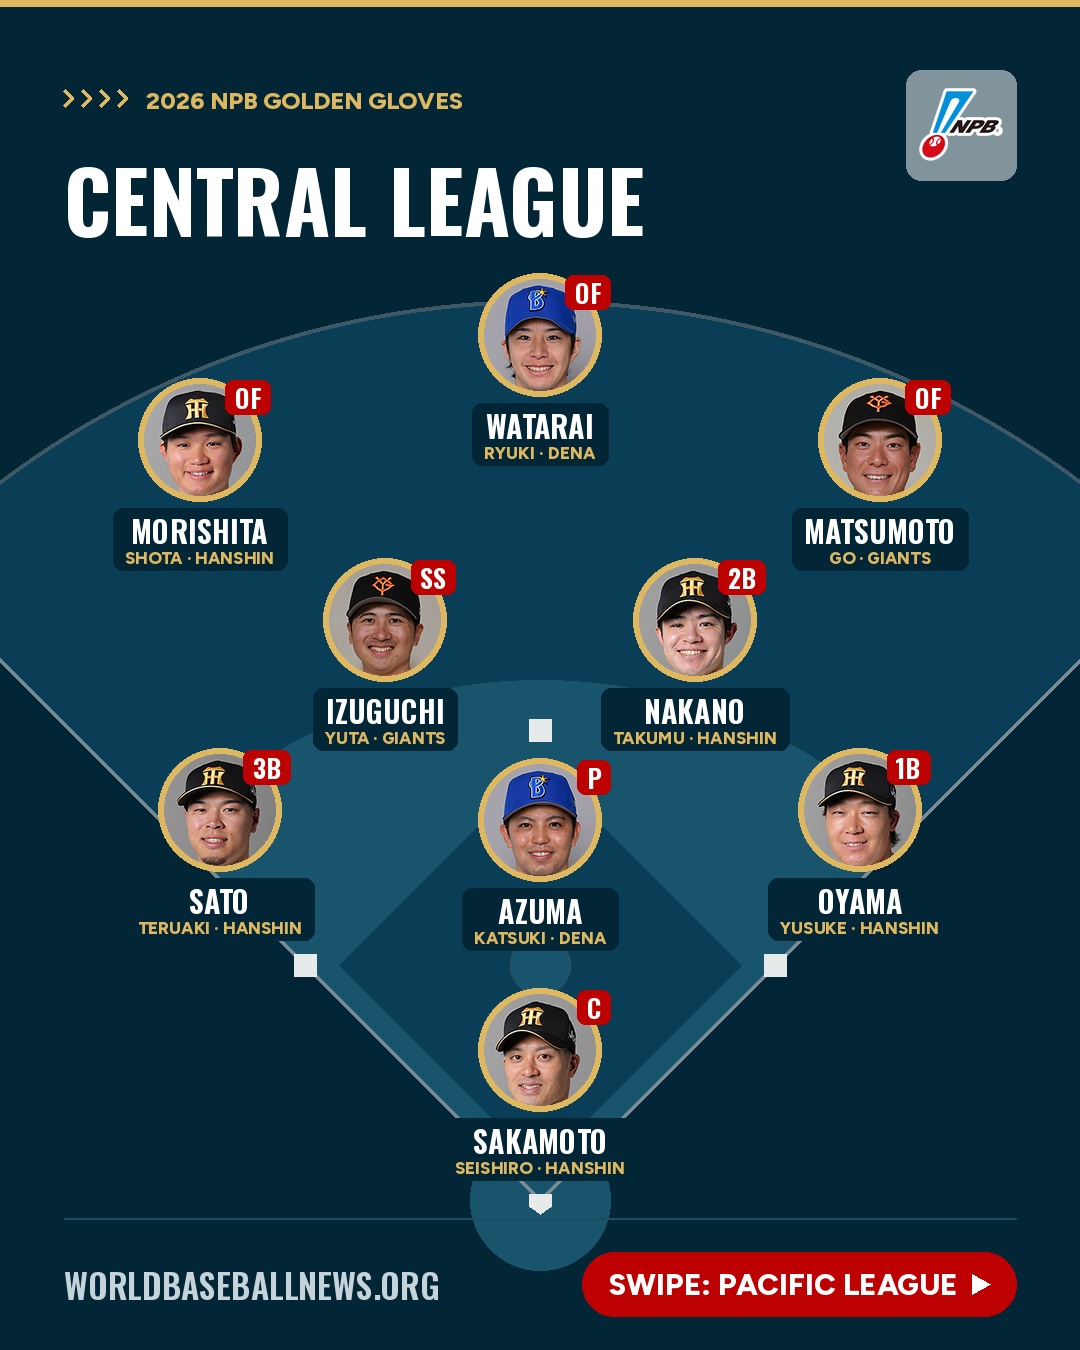 >>>> 2026 NPB GOLDEN GLOVES
NPB
CENTRAL LEAGUE
OF
WATARAI
RYUKI · DENA
OF
MORISHITA
SHOTA · HANSHIN
OF
MATSUMOTO
GO · GIANTS
SS
IZUGUCHI
YUTA · GIANTS
2B
NAKANO
TAKUMU · HANSHIN
3B
SATO
TERUAKI · HANSHIN
P
AZUMA
KATSUKI · DENA
1B
OYAMA
YUSUKE · HANSHIN
C
SAKAMOTO
SEISHIRO · HANSHIN
WORLDBASEBALLNEWS.ORG
SWIPE: PACIFIC LEAGUE ▶